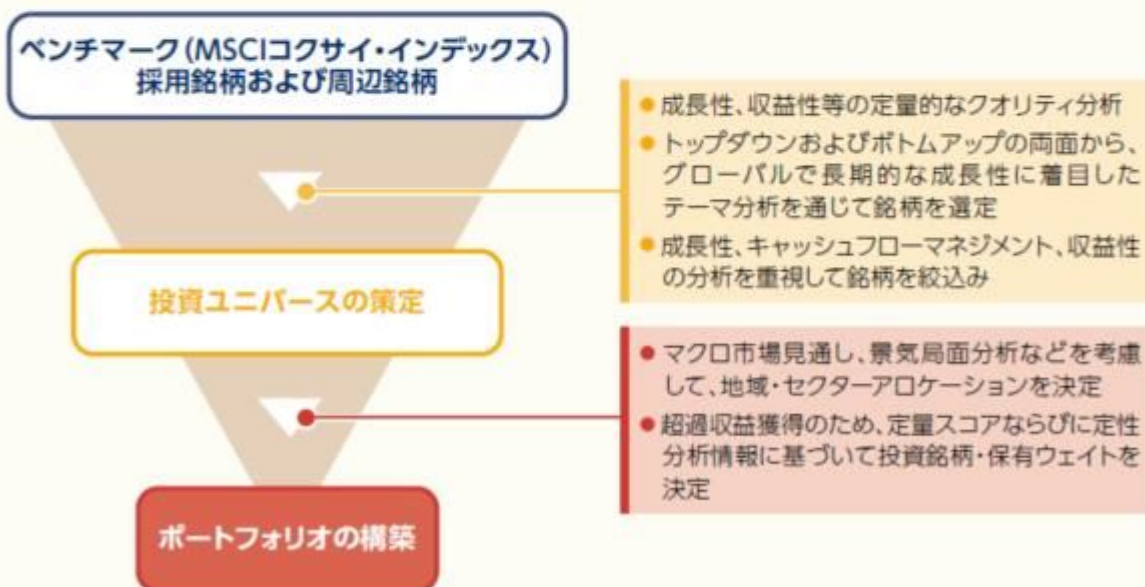 ベンチマーク(MSCIコクサイ・インデックス)
採用銘柄および周辺銘柄
● 成長性、収益性等の定量的なクオリティ分析
● トップダウンおよびボトムアップの両面から、
グローバルで長期的な成長性に着目した
テーマ分析を通じて銘柄を選定
● 成長性、キャッシュフローマネジメント、収益性
の分析を重視して銘柄を絞込み
投資ユニバースの策定
● マクロ市場見通し、景気局面分析などを考慮
して、地域・セクターアロケーションを決定
● 超過収益獲得のため、定量スコアならびに定性
分析情報に基づいて投資銘柄・保有ウェイトを
決定
ポートフォリオの構築